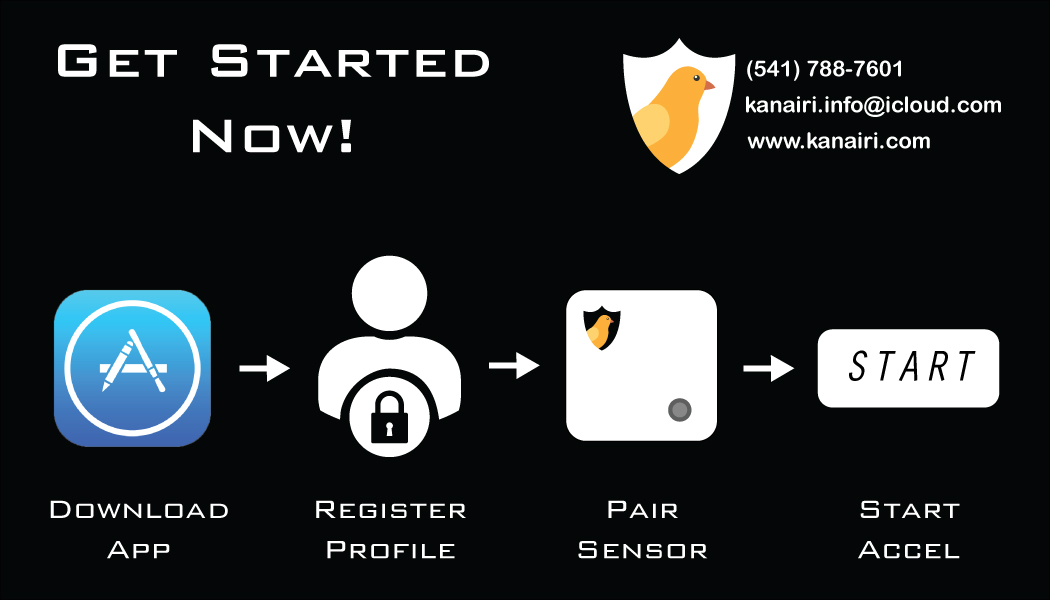 Get Started
Now!
(541) 788-7601
kanairi.info@icloud.com
www.kanairi.com
START
Download
App
Register
Profile
Pair
Sensor
Start
Accel